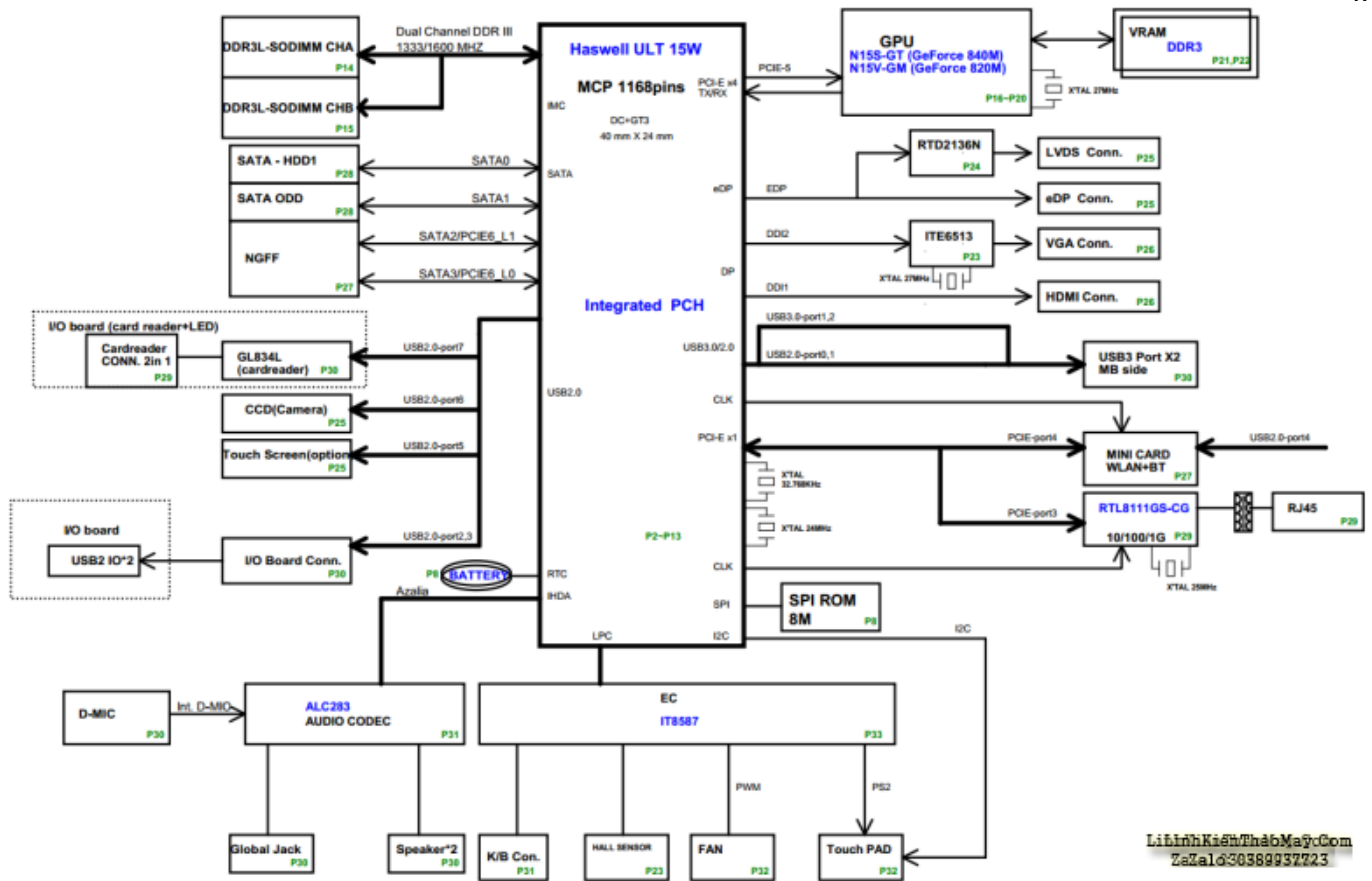 DDR3L-SODIMM CHA
P14
DDR3L-SODIMM CHB
P15
Dual Channel DDR III
1333/1600 MHZ
SATA - HDD1
P28
SATA ODD
P28
NGFF
P27
SATA0
SATA1
SATA2/PCIE6_L1
SATA3/PCIE6_L0
I/O board (card reader+LED)
Cardreader
CONN. 2in 1
P29
GL834L
(cardreader)
P30
USB2.0-port7
CCD(Camera)
P25
USB2.0-port6
Touch Screen(option
P25
USB2.0-port5
I/O board
USB2 IO*2
I/O Board Conn.
P30
USB2.0-port2,3
P8
BATTERY
Azalia
Haswell ULT 15W
MCP 1168pins
DC+GT3
40 mm X 24 mm
IMC
SATA
Integrated PCH
USB2.0
RTC
IHDA
LPC
P2~P13
PCI-E x4
TX/RX
eDP
DP
USB3.0/2.0
CLK
PCI-E x1
CLK
SPI
I2C
PCIE-5
GPU
N15S-GT (GeForce 840M)
N15V-GM (GeForce 820M)
P16~P20
VRAM
DDR3
P21,P22
X'TAL 27MHz
EDP
RTD2136N
P24
LVDS Conn.
P25
eDP Conn.
P25
DDI2
ITE6513
P23
X'TAL 27MHz
VGA Conn.
P26
DDI1
HDMI Conn.
P26
USB3.0-port1,2
USB2.0-port0,1
USB3 Port X2
MB side
P30
PCIE-port4
MINI CARD
WLAN+BT
P27
USB2.0-port4
X'TAL
32.768KHz
X'TAL 24MHz
PCIE-port3
RTL8111GS-CG
P29
10/100/1G
X'TAL 25MHz
RJ45
P29
SPI ROM
8M
P8
I2C
D-MIC
P30
Int. D-MIC
ALC283
AUDIO CODEC
P31
EC
IT8587
P33
PWM
PS2
Global Jack
P30
Speaker*2
P30
K/B Con.
P31
HALL SENSOR
P23
FAN
P32
Touch PAD
P32